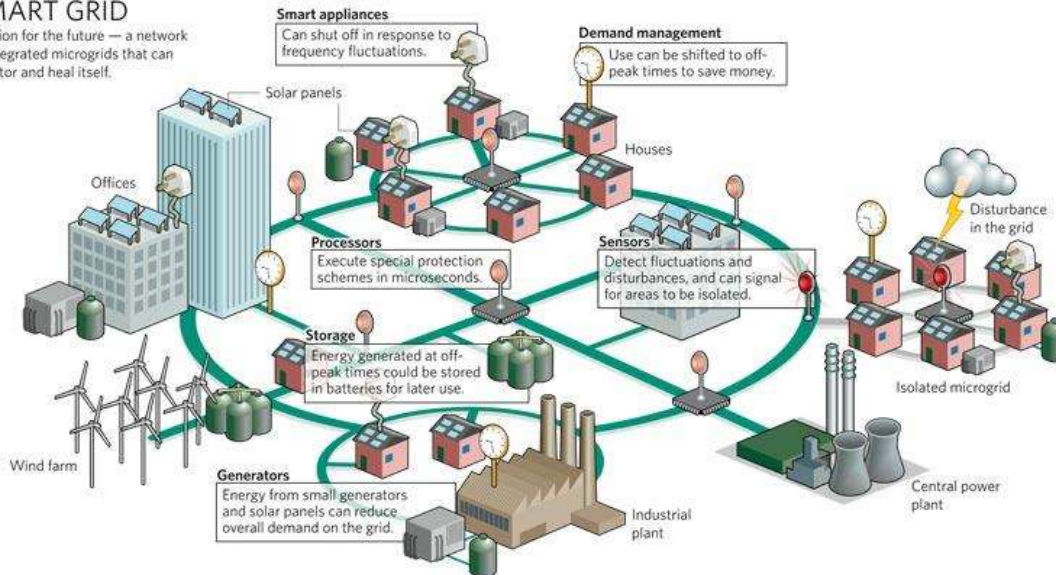 MART GRID
ion for the future — a network
tegrated microgrids that can
tor and heal itself.
Smart appliances
Can shut off in response to
frequency fluctuations.
Demand management
Use can be shifted to off-
peak times to save money.
Solar panels
Houses
Offices
Disturbance
in the grid
Processors
Execute special protection
schemes in microseconds.
Sensors
Detect fluctuations and
disturbances, and can signal
for areas to be isolated.
Storage
Energy generated at off-
peak times could be stored
in batteries for later use.
Isolated microgrid
Wind farm
Generators
Energy from small generators
and solar panels can reduce
overall demand on the grid.
Industrial
plant
Central power
plant